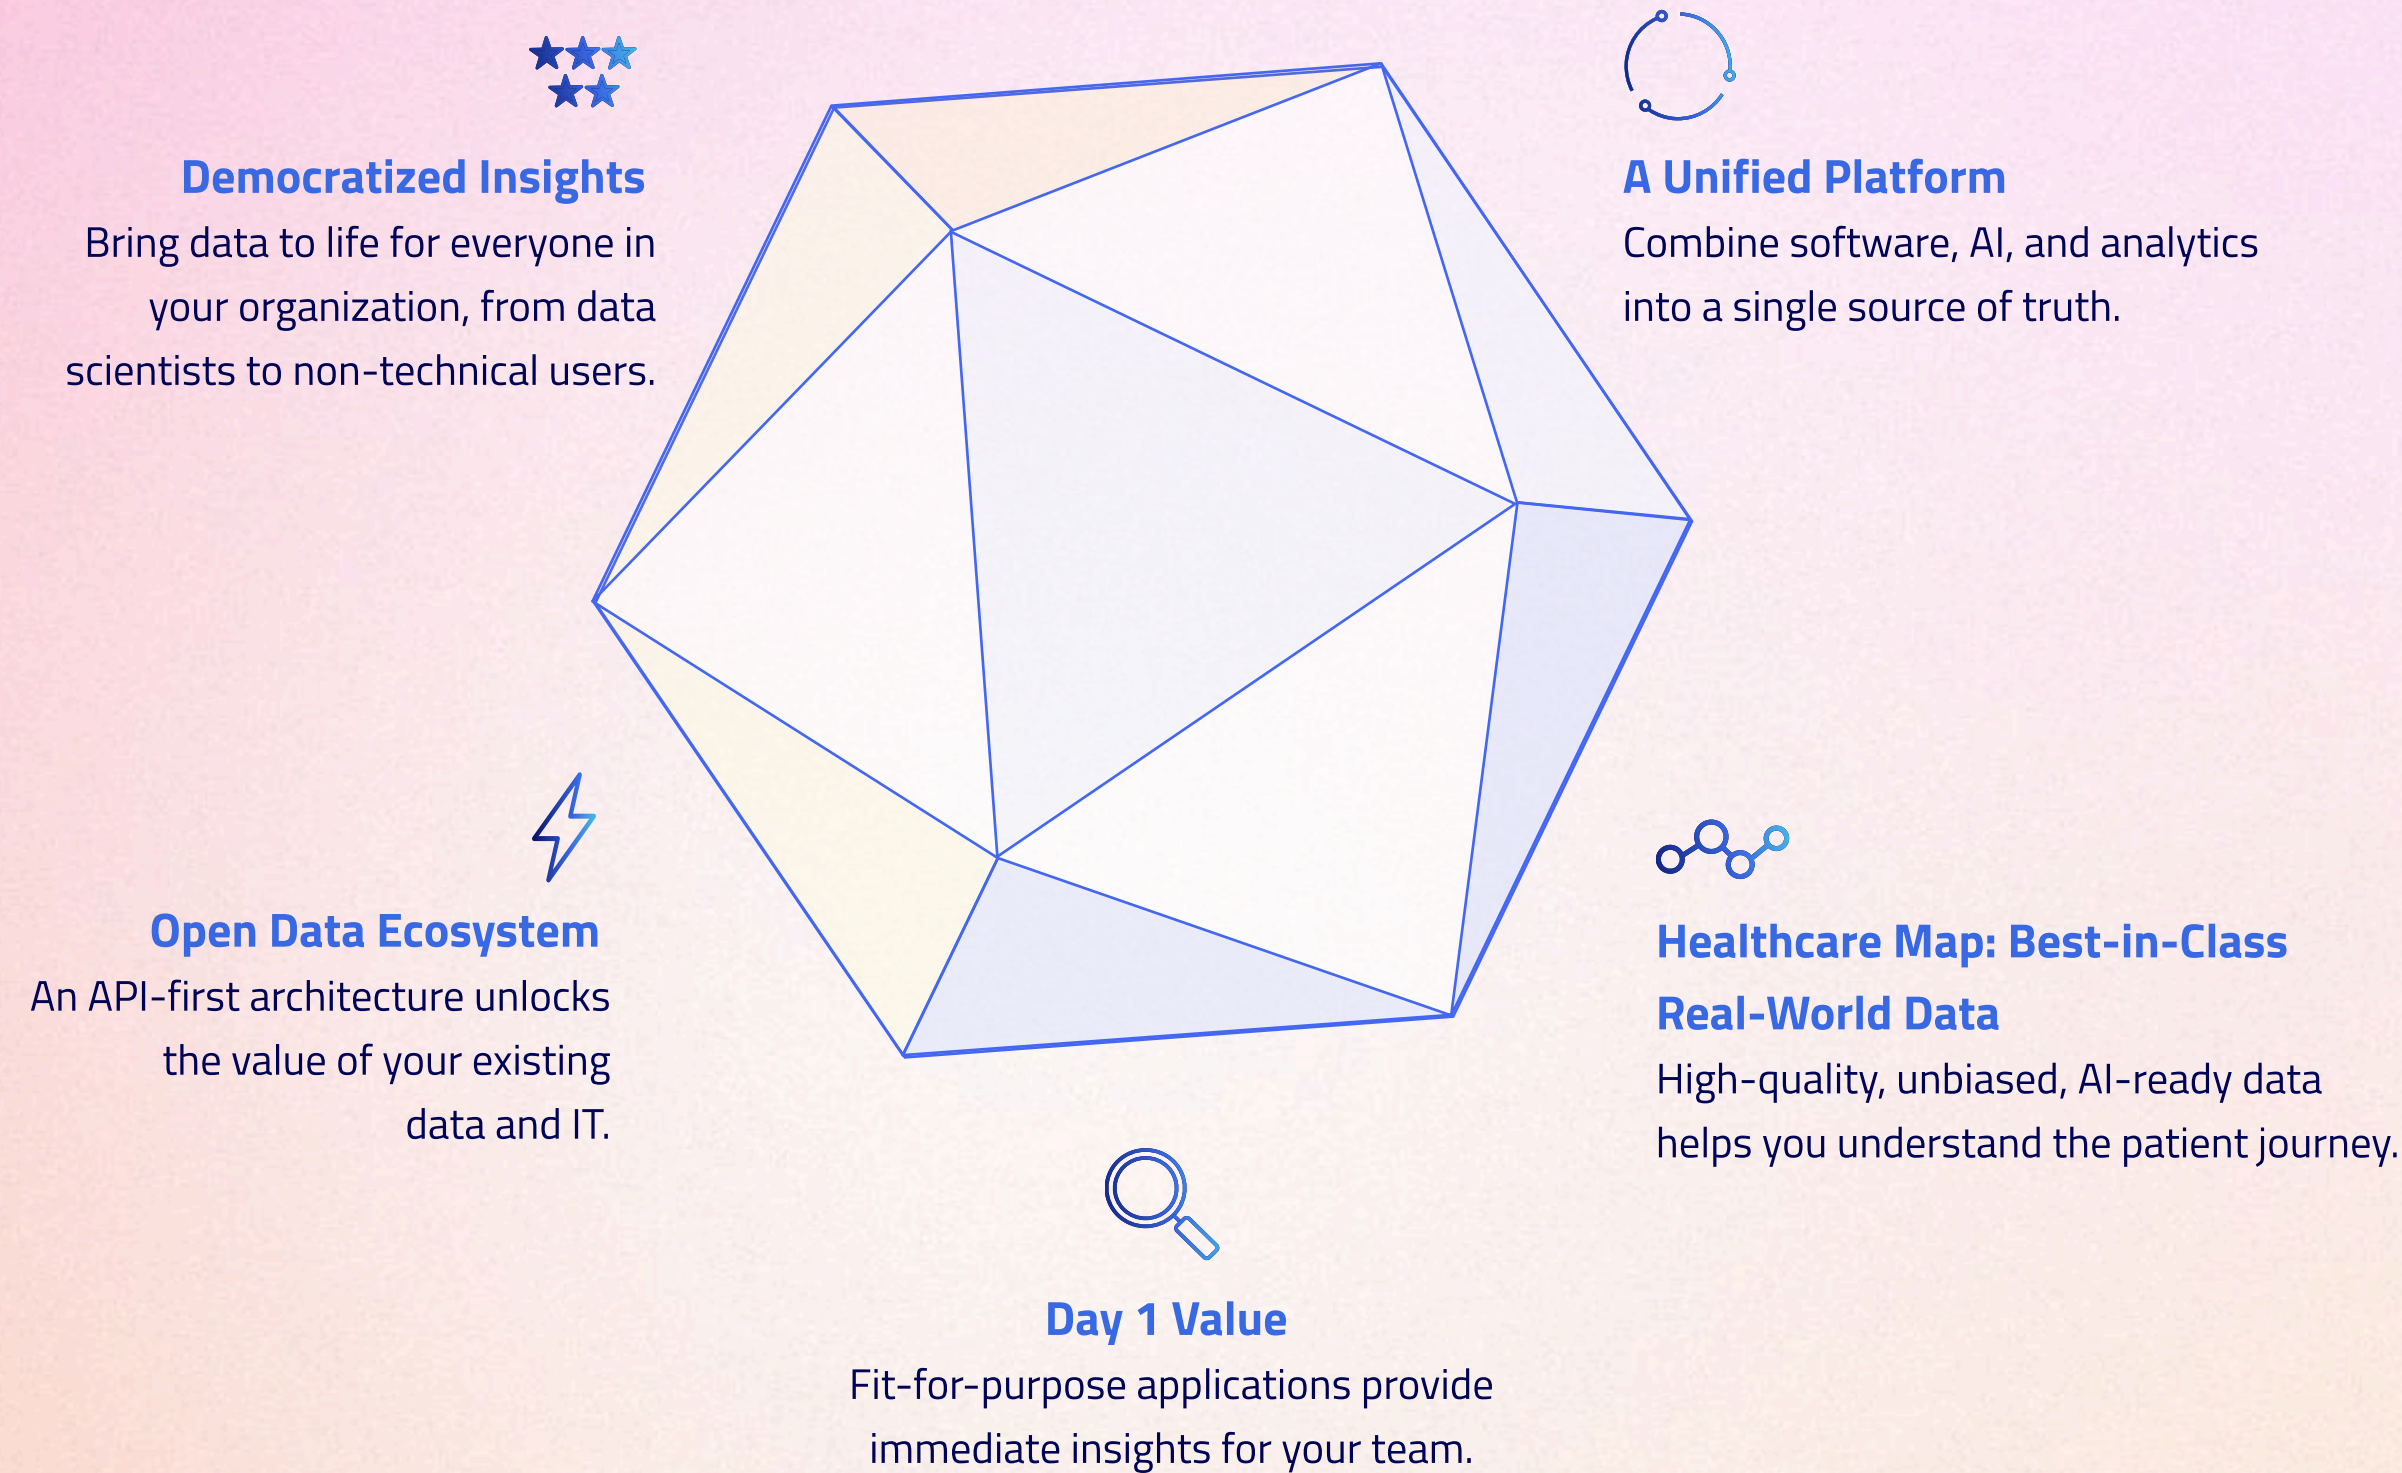 Democratized Insights
Bring data to life for everyone in
your organization, from data
scientists to non-technical users.
A Unified Platform
Combine software, AI, and analytics
into a single source of truth.
Open Data Ecosystem
An API-first architecture unlocks
the value of your existing
data and IT.
Healthcare Map: Best-in-Class
Real-World Data
High-quality, unbiased, AI-ready data
helps you understand the patient journey.
Day 1 Value
Fit-for-purpose applications provide
immediate insights for your team.